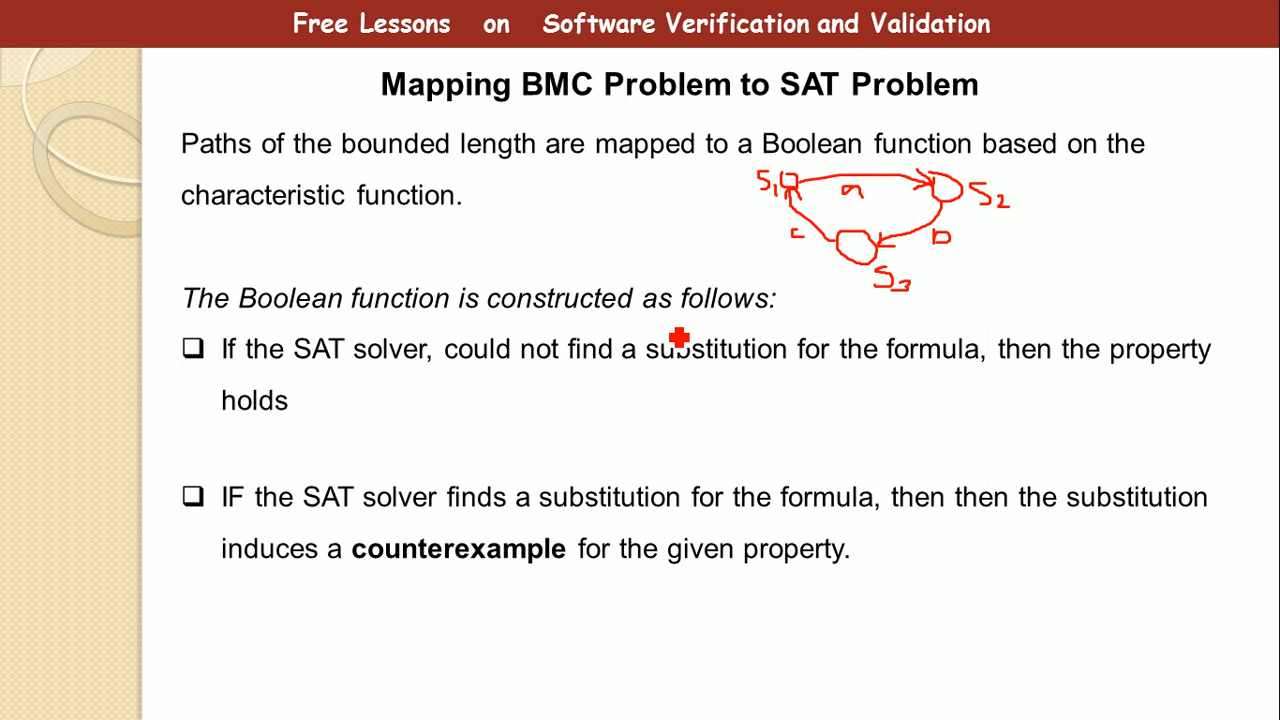 Free Lessons on Software Verification and Validation
Mapping BMC Problem to SAT Problem
Paths of the bounded length are mapped to a Boolean function based on the
characteristic function.
S1 a S2
c b
S3
The Boolean function is constructed as follows:
❑ If the SAT solver, could not find a substitution for the formula, then the property
holds
❑ IF the SAT solver finds a substitution for the formula, then then the substitution
induces a counterexample for the given property.